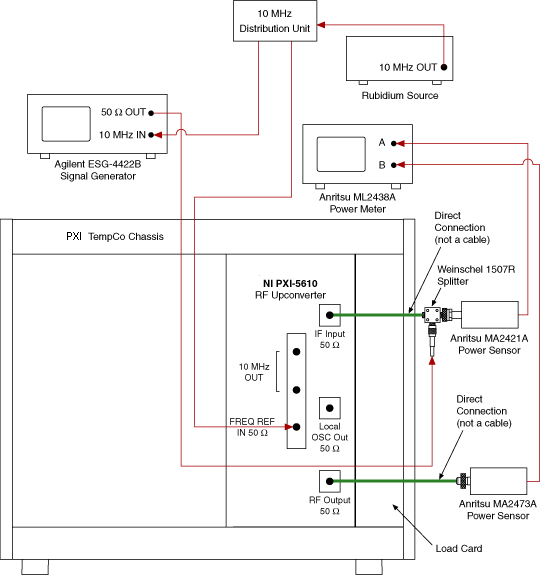 10 MHz
Distribution Unit
10 MHz OUT
Rubidium Source
50 Ω OUT
10 MHz IN
Agilent ESG-4422B
Signal Generator
A
B
Anritsu ML2438A
Power Meter
PXI TempCo Chassis
Direct
Connection
(not a cable)
Weinschel 1507R
Splitter
NI PXI-5610
RF Upconverter
IF Input
50 Ω
Anritsu MA2421A
Power Sensor
10 MHz
OUT
FREQ REF
IN 50 Ω
Local
OSC Out
50 Ω
Direct
Connection
(not a cable)
RF Output
50 Ω
Anritsu MA2473A
Power Sensor
Load Card